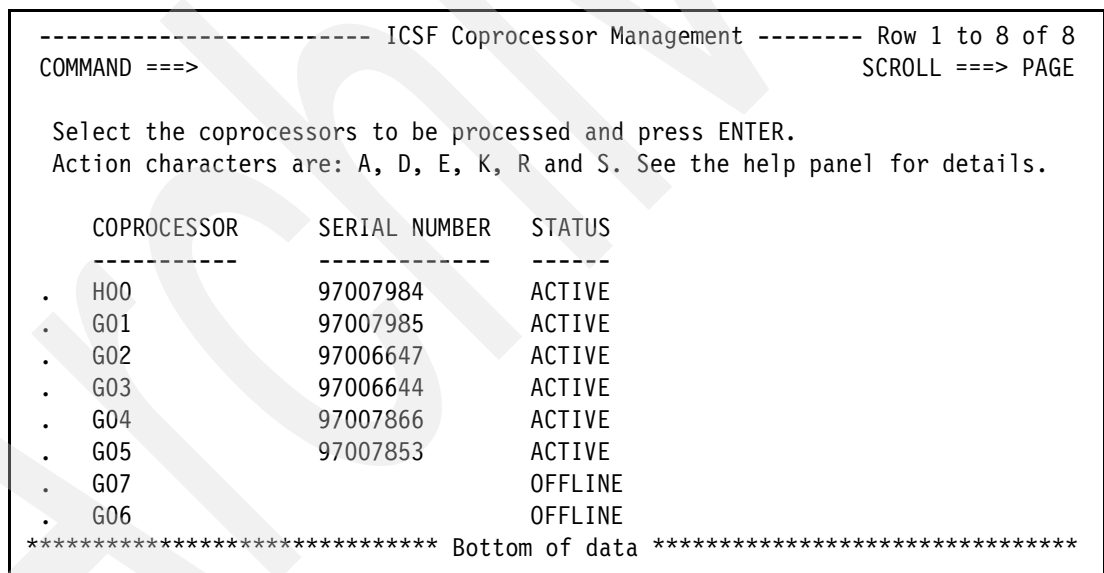 ------------------------- ICSF Coprocessor Management -------- Row 1 to 8 of 8
COMMAND ===> SCROLL ===> PAGE
Select the coprocessors to be processed and press ENTER.
Action characters are: A, D, E, K, R and S. See the help panel for details.
COPROCESSOR SERIAL NUMBER STATUS
----------- ------------- ------
. H00 97007984 ACTIVE
. G01 97007985 ACTIVE
. G02 97006647 ACTIVE
. G03 97006644 ACTIVE
. G04 97007866 ACTIVE
. G05 97007853 ACTIVE
. G07 OFFLINE
. G06 OFFLINE
******************************* Bottom of data ********************************